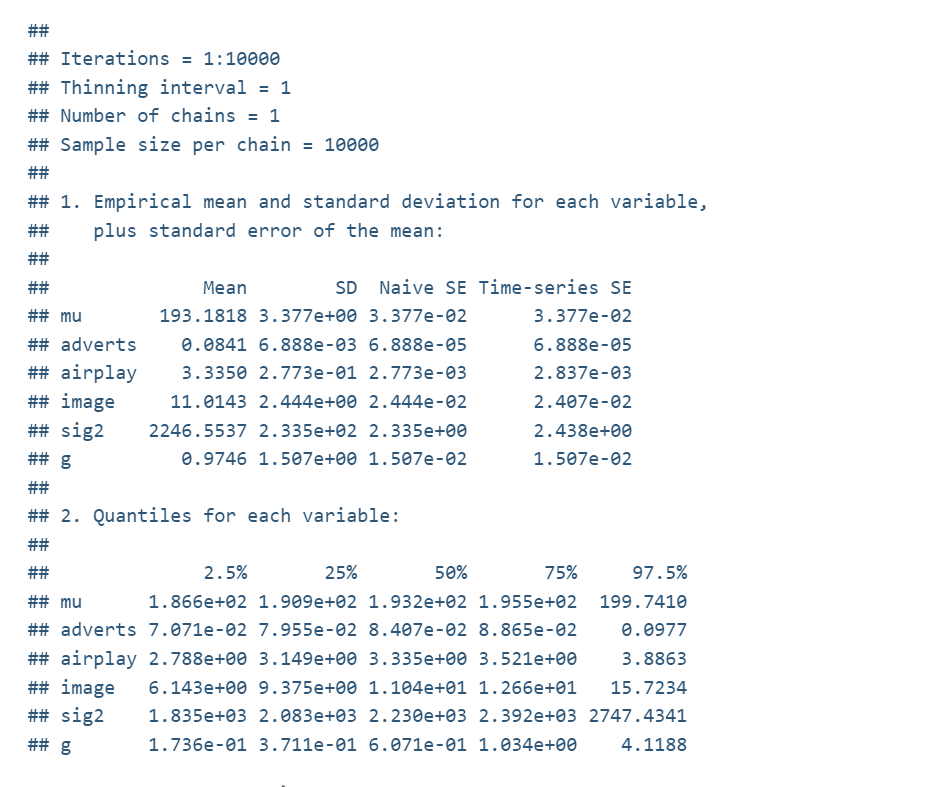 ##
## Iterations = 1:10000
## Thinning interval = 1
## Number of chains = 1
## Sample size per chain = 10000
##
## 1. Empirical mean and standard deviation for each variable,
##    plus standard error of the mean:
##
##              Mean        SD  Naive SE Time-series SE
## mu       193.1818 3.377e+00 3.377e-02      3.377e-02
## adverts    0.0841 6.888e-03 6.888e-05      6.888e-05
## airplay    3.3350 2.773e-01 2.773e-03      2.837e-03
## image     11.0143 2.444e+00 2.444e-02      2.407e-02
## sig2    2246.5537 2.335e+02 2.335e+00      2.438e+00
## g          0.9746 1.507e+00 1.507e-02      1.507e-02
##
## 2. Quantiles for each variable:
##
##              2.5%       25%       50%       75%     97.5%
## mu      1.866e+02 1.909e+02 1.932e+02 1.955e+02  199.7410
## adverts 7.071e-02 7.955e-02 8.407e-02 8.865e-02    0.0977
## airplay 2.788e+00 3.149e+00 3.335e+00 3.521e+00    3.8863
## image   6.143e+00 9.375e+00 1.104e+01 1.266e+01   15.7234
## sig2    1.835e+03 2.083e+03 2.230e+03 2.392e+03 2747.4341
## g       1.736e-01 3.711e-01 6.071e-01 1.034e+00    4.1188